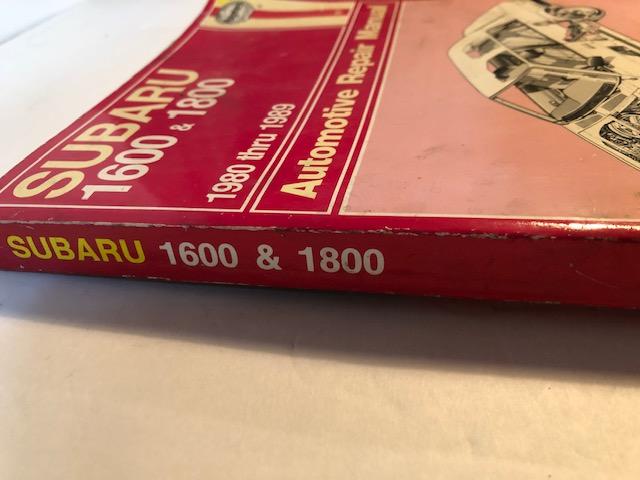 SUBARU
1600 & 1800
1980 thru 1989
Automotive Repair Manual
SUBARU 1600 & 1800